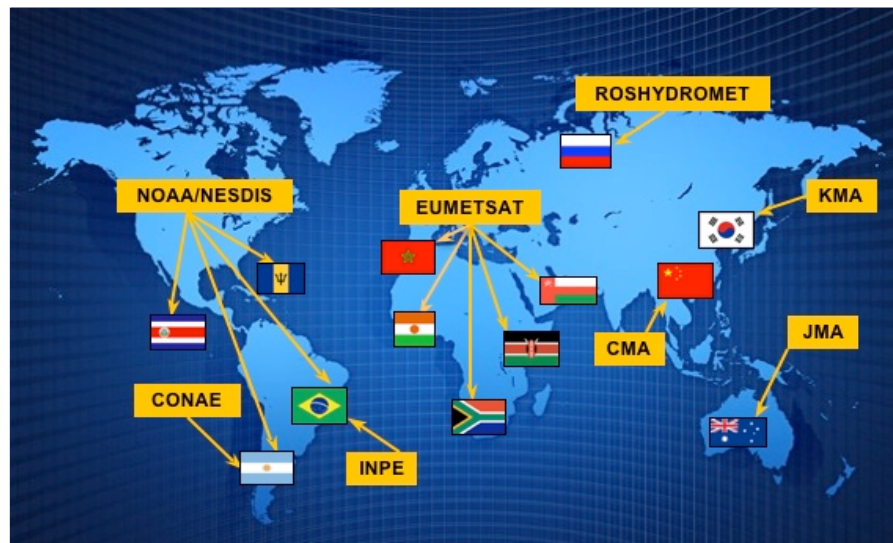 ROSHYDROMET
NOAA/NESDIS
EUMETSAT
KMA
CMA
JMA
CONAE
INPE